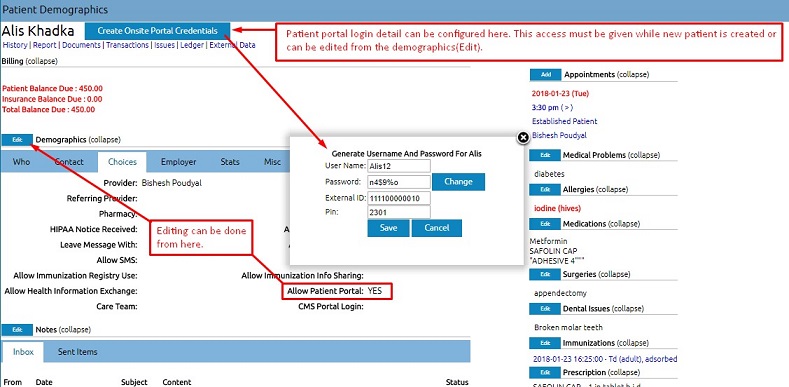 Patient Demographics
Alis Khadka
Create Onsite Portal Credentials
History | Report | Documents | Transactions | Issues | Ledger | External Data
Patient portal login detail can be configured here. This access must be given while new patient is created or
can be edited from the demographics(Edit).
Billing (collapse)
Patient Balance Due : 450.00
Insurance Balance Due : 0.00
Total Balance Due : 450.00
Edit Demographics (collapse)
Who Contact Choices Employer Stats Misc
Provider: Bishesh Poudyal
Referring Provider:
Pharmacy:
HIPAA Notice Received:
Leave Message With:
Allow SMS:
Allow Immunization Registry Use:
Allow Immunization Info Sharing:
Allow Health Information Exchange:
Allow Patient Portal: YES
Care Team:
CMS Portal Login:
Editing can be done
from here.
Generate Username And Password For Alis
User Name: Alis12
Password: n4$9%o Change
External ID: 111100000010
Pin: 2301
Save Cancel
Edit Notes (collapse)
Inbox Sent Items
From Date Subject Content Status
Add Appointments (collapse)
2018-01-23 (Tue)
3:30 pm ( > )
Established Patient
Bishesh Poudyal
Edit Medical Problems (collapse)
diabetes
Edit Allergies (collapse)
iodine (hives)
Edit Medications (collapse)
Metformin
SAFOLIN CAP
"ADHESIVE 4"""
Edit Surgeries (collapse)
appendectomy
Edit Dental Issues (collapse)
Broken molar teeth
Edit Immunizations (collapse)
2018-01-23 16:25:00 - Td (adult), adsorbed
Edit Prescription (collapse)
SAFOLIN CAP - 1 in tablet b.i.d.